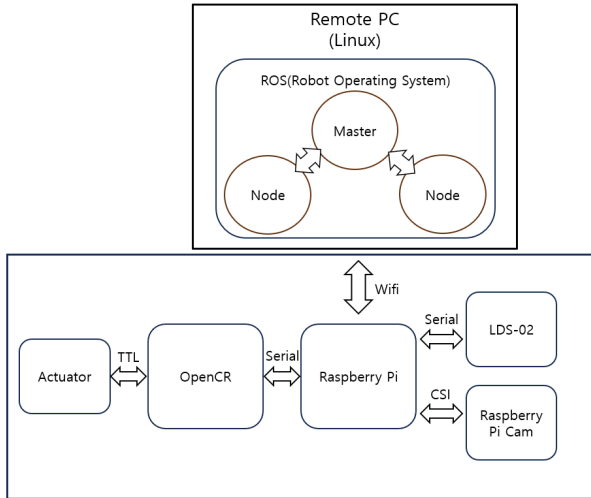 Remote PC
(Linux)
ROS(Robot Operating System)
Master
Node
Node
Wifi
Serial
LDS-02
TTL
Serial
Actuator
OpenCR
Raspberry Pi
CSI
Raspberry
Pi Cam